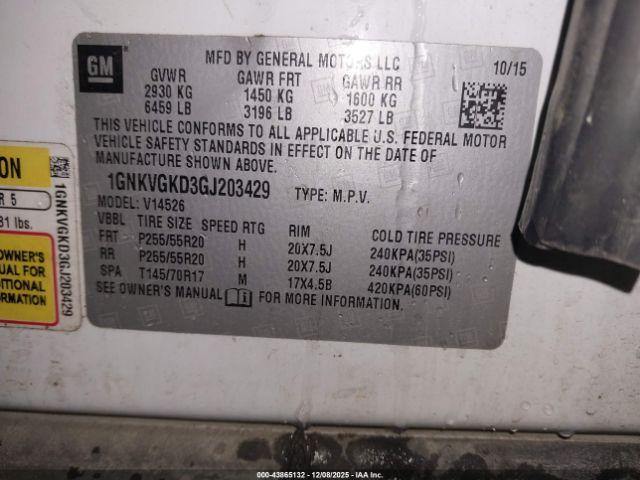 GM
MFD BY GENERAL MOTORS LLC
10/15
GVWR GAWR FRT GAWR RR
2930 KG 1450 KG 1600 KG
6459 LB 3196 LB 3527 LB
THIS VEHICLE CONFORMS TO ALL APPLICABLE U.S. FEDERAL MOTOR
VEHICLE SAFETY STANDARDS IN EFFECT ON THE DATE OF
MANUFACTURE SHOWN ABOVE.
1GNKVGKD3GJ203429 TYPE: M.P.V.
MODEL: V14526
VBBL TIRE SIZE SPEED RTG RIM COLD TIRE PRESSURE
FRT P255/55R20 H 20X7.5J 240KPA(35PSI)
RR P255/55R20 H 20X7.5J 240KPA(35PSI)
SPA T145/70R17 M 17X4.5B 420KPA(60PSI)
SEE OWNER'S MANUAL FOR MORE INFORMATION.
ION
R 5
31 lbs.
OWNER'S
UAL FOR
DITIONAL
RMATION
1GNKVGKD3GJ203429
000-43865132 - 12/08/2025 - IAA Inc.